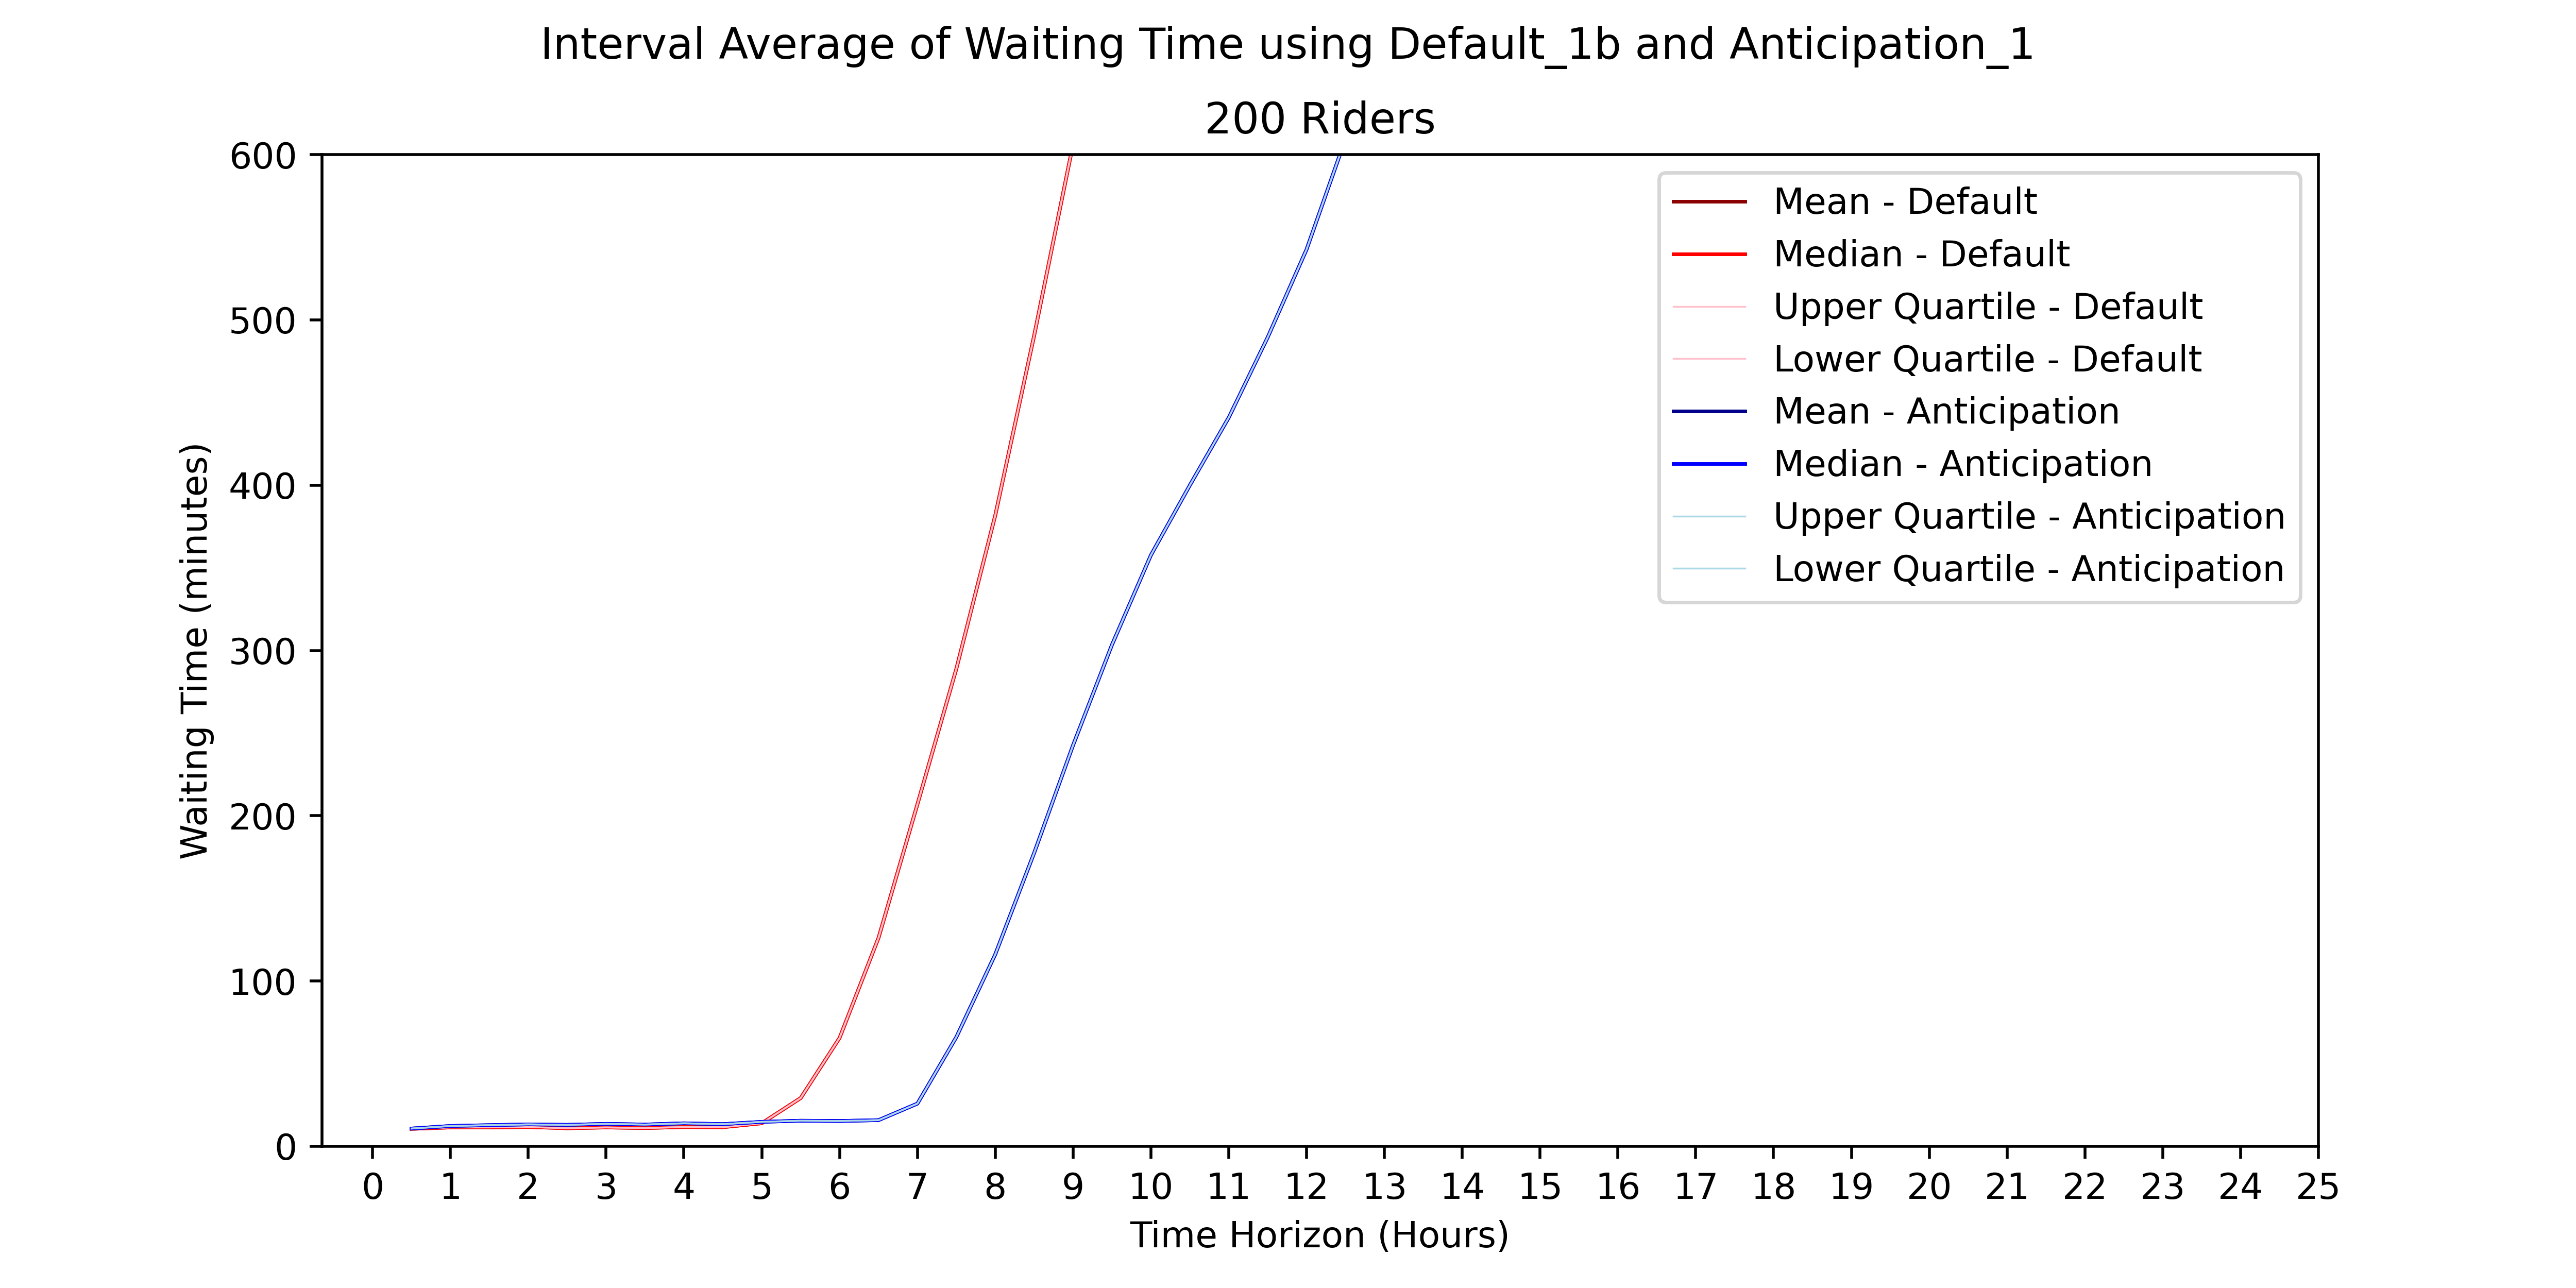 Interval Average of Waiting Time using Default_1b and Anticipation_1
200 Riders
Waiting Time (minutes)
600
500
400
300
200
100
0
Mean - Default
Median - Default
Upper Quartile - Default
Lower Quartile - Default
Mean - Anticipation
Median - Anticipation
Upper Quartile - Anticipation
Lower Quartile - Anticipation
0 1 2 3 4 5 6 7 8 9 10 11 12 13 14 15 16 17 18 19 20 21 22 23 24 25
Time Horizon (Hours)